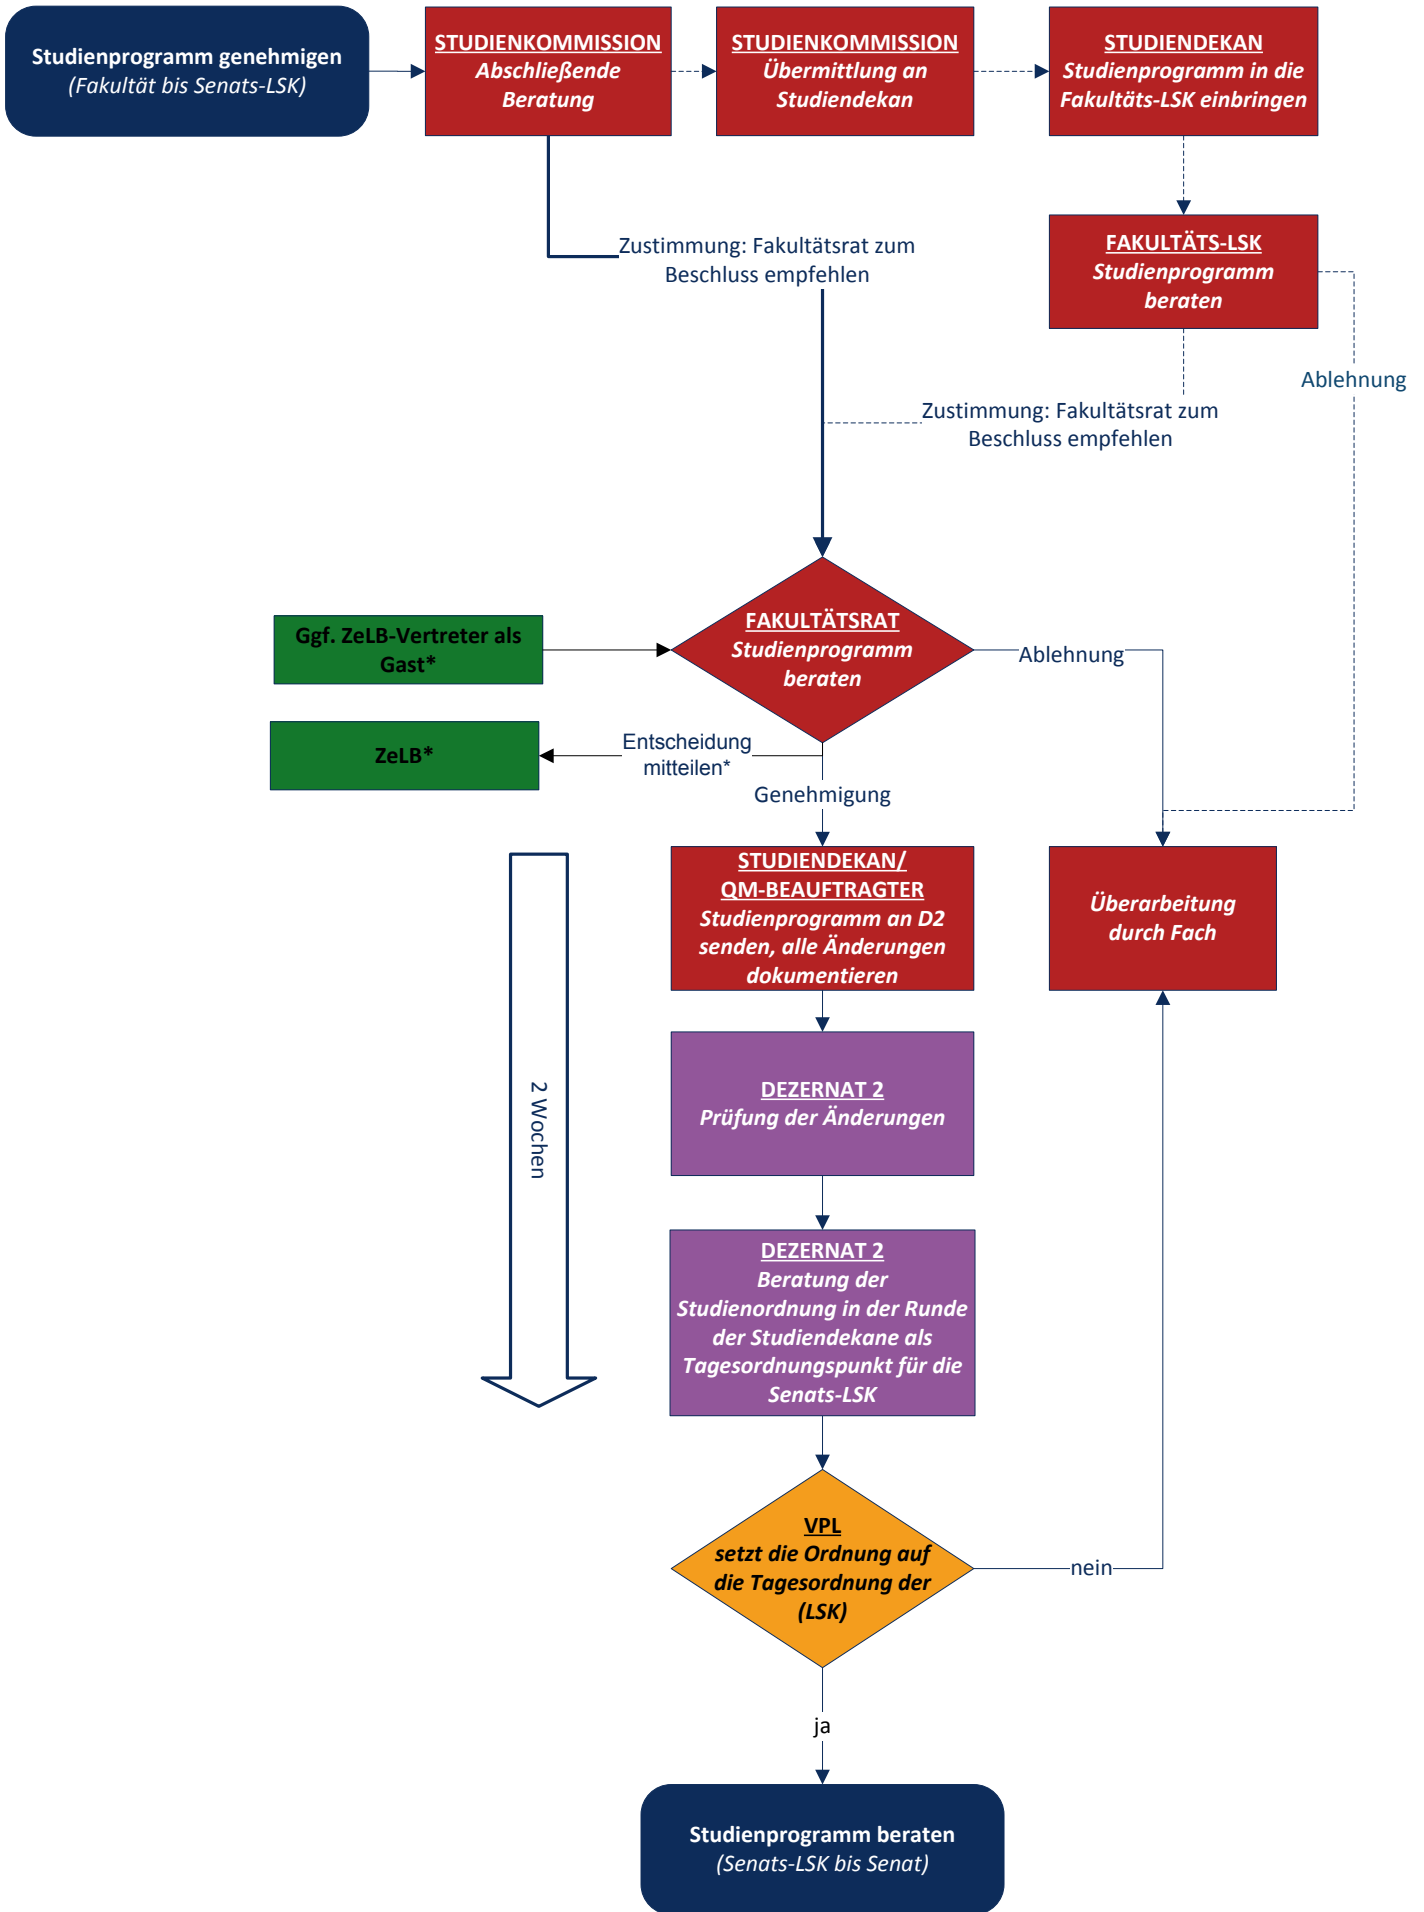 Studienprogramm genehmigen
(Fakultät bis Senats-LSK)
STUDIENKOMMISSION
Abschließende
Beratung
STUDIENKOMMISSION
Übermittlung an
Studiendekan
STUDIENDEKAN
Studienprogramm in die
Fakultäts-LSK einbringen
Zustimmung: Fakultätsrat zum
Beschluss empfehlen
FAKULTÄTS-LSK
Studienprogramm
beraten
Ablehnung
Zustimmung: Fakultätsrat zum
Beschluss empfehlen
Ggf. ZeLB-Vertreter als
Gast*
FAKULTÄTSRAT
Studienprogramm
beraten
Ablehnung
ZeLB*
Entscheidung
mitteilen*
Genehmigung
STUDIENDEKAN/
QM-BEAUFTRAGTER
Studienprogramm an D2
senden, alle Änderungen
dokumentieren
Überarbeitung
durch Fach
2 Wochen
DEZERNAT 2
Prüfung der Änderungen
DEZERNAT 2
Beratung der
Studienordnung in der Runde
der Studiendekane als
Tagesordnungspunkt für die
Senats-LSK
VPL
setzt die Ordnung auf
die Tagesordnung der
(LSK)
nein
ja
Studienprogramm beraten
(Senats-LSK bis Senat)